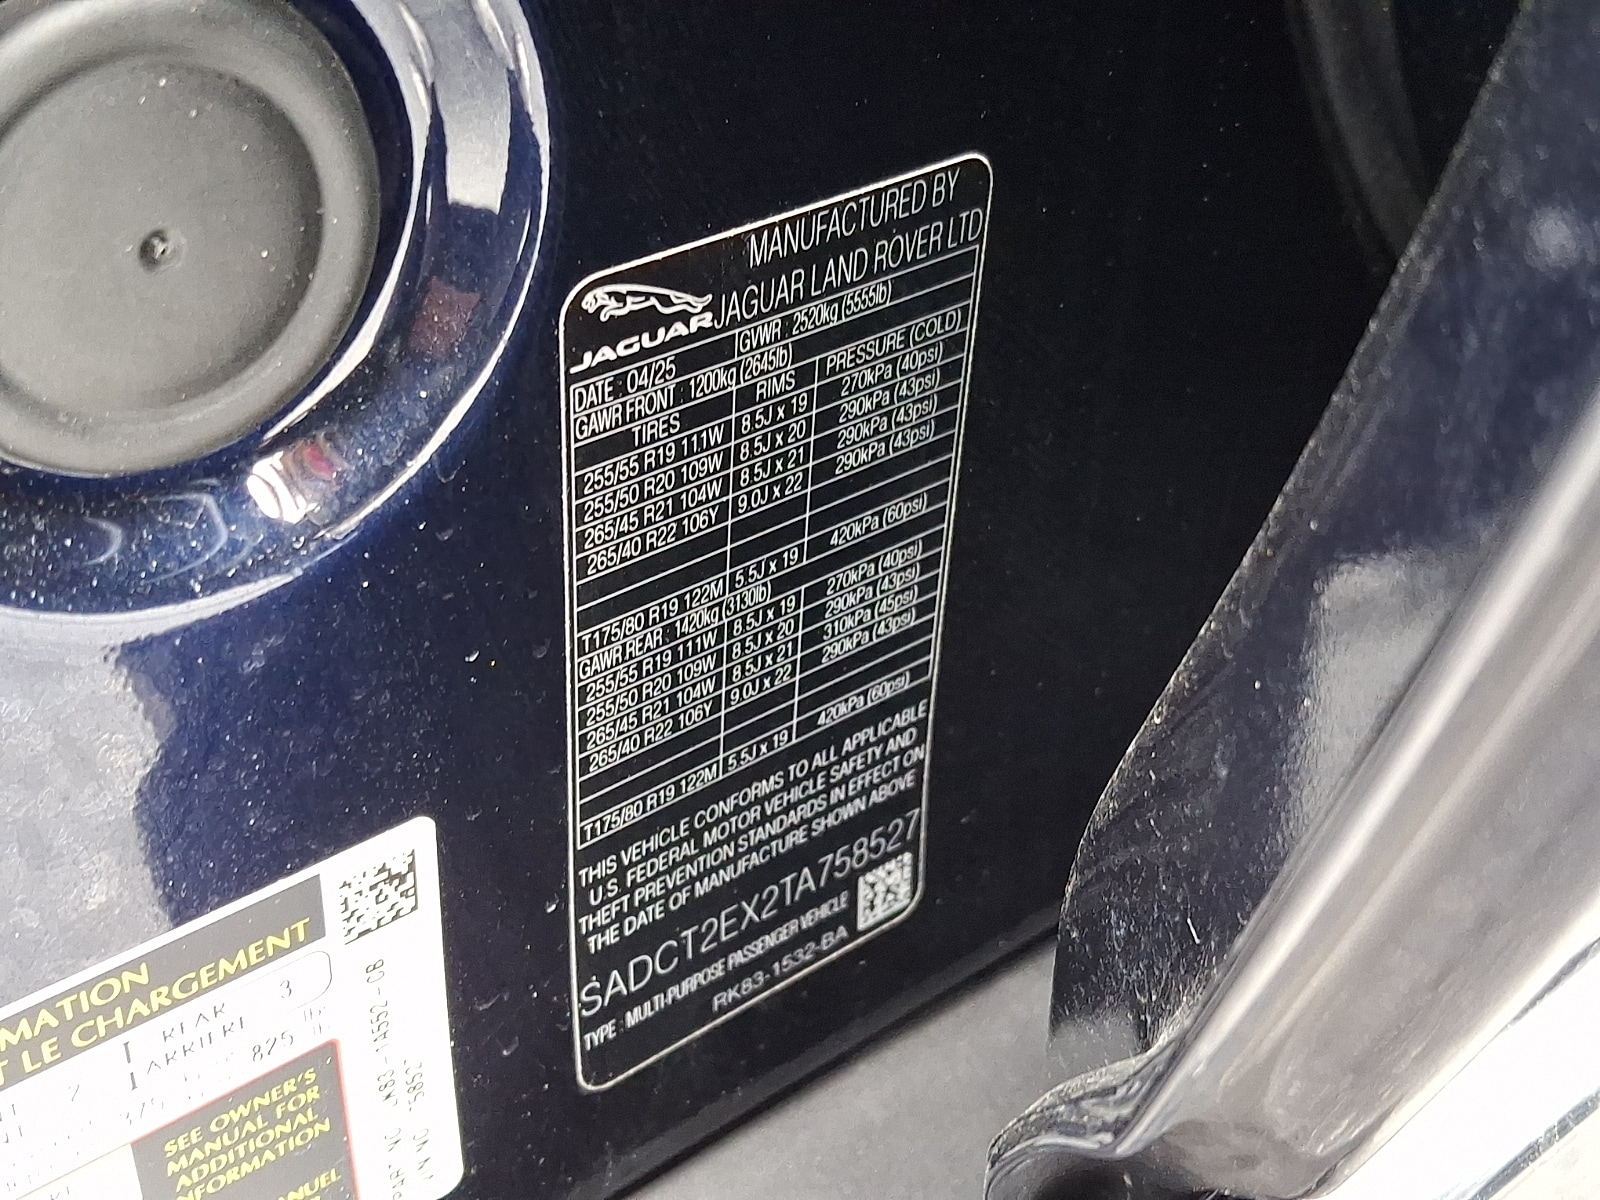 MANUFACTURED BY
JAGUAR LAND ROVER LTD
JAGUAR
DATE : 04/25 GVWR : 2520kg (5555lb)
GAWR FRONT : 1200kg (2645lb)
TIRES RIMS PRESSURE (COLD)
255/55 R19 111W 8.5J x 19 270kPa (40psi)
255/50 R20 109W 8.5J x 20 290kPa (43psi)
265/45 R21 104W 8.5J x 21 290kPa (43psi)
265/40 R22 106Y 9.0J x 22 290kPa (43psi)
T175/80 R19 122M 5.5J x 19 420kPa (60psi)
GAWR REAR : 1420kg (3130lb)
255/55 R19 111W 8.5J x 19 270kPa (40psi)
255/50 R20 109W 8.5J x 20 290kPa (43psi)
265/45 R21 104W 8.5J x 21 310kPa (45psi)
265/40 R22 106Y 9.0J x 22 290kPa (43psi)
T175/80 R19 122M 5.5J x 19 420kPa (60psi)
THIS VEHICLE CONFORMS TO ALL APPLICABLE
U.S. FEDERAL MOTOR VEHICLE SAFETY AND
THEFT PREVENTION STANDARDS IN EFFECT ON
THE DATE OF MANUFACTURE SHOWN ABOVE
SADCT2EX2TA758527
TYPE : MULTI-PURPOSE PASSENGER VEHICLE
RK83-1532-BA
MATION
LE CHARGEMENT
REAR 3
ARRIÈRE
825 lb
SEE OWNER'S
MANUAL FOR
ADDITIONAL
INFORMATION